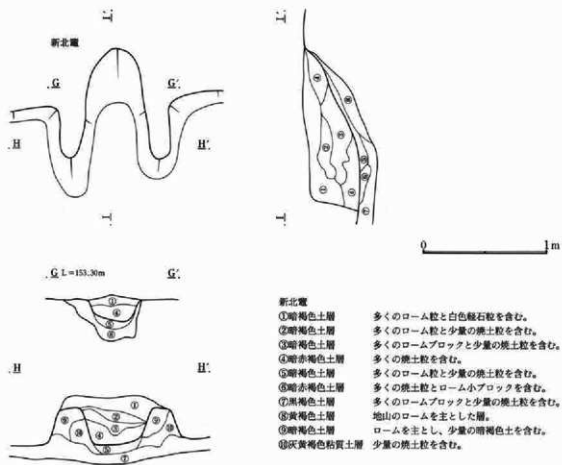 新北竈
G G′
H H′
I I′
G L=153.30m G′
H H′
I I′
0 1m
新北竈
①暗褐色土層 多くのローム粒と白色軽石粒を含む。
②暗褐色土層 多くのローム粒と少量の焼土粒を含む。
③暗褐色土層 多くのロームブロックと少量の焼土粒を含む。
④暗赤褐色土層 多くの焼土粒を含む。
⑤暗褐色土層 多くのローム粒と少量の焼土粒を含む。
⑥暗赤褐色土層 多くの焼土粒とローム小ブロックを含む。
⑦黒褐色土層 多くのロームブロックと少量の焼土粒を含む。
⑧黄褐色土層 地山のロームを主とした層。
⑨暗褐色土層 ロームを主とし、少量の暗褐色土を含む。
⑩灰黄褐色粘質土層 少量の焼土粒を含む。